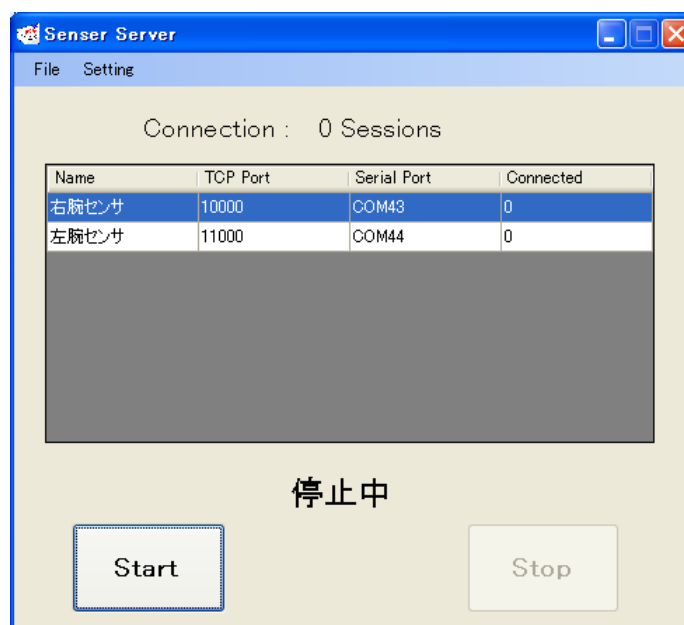 Senser Server
File Setting
Connection : 0 Sessions
Name TCP Port Serial Port Connected
右腕センサ 10000 COM43 0
左腕センサ 11000 COM44 0
停止中
Start Stop